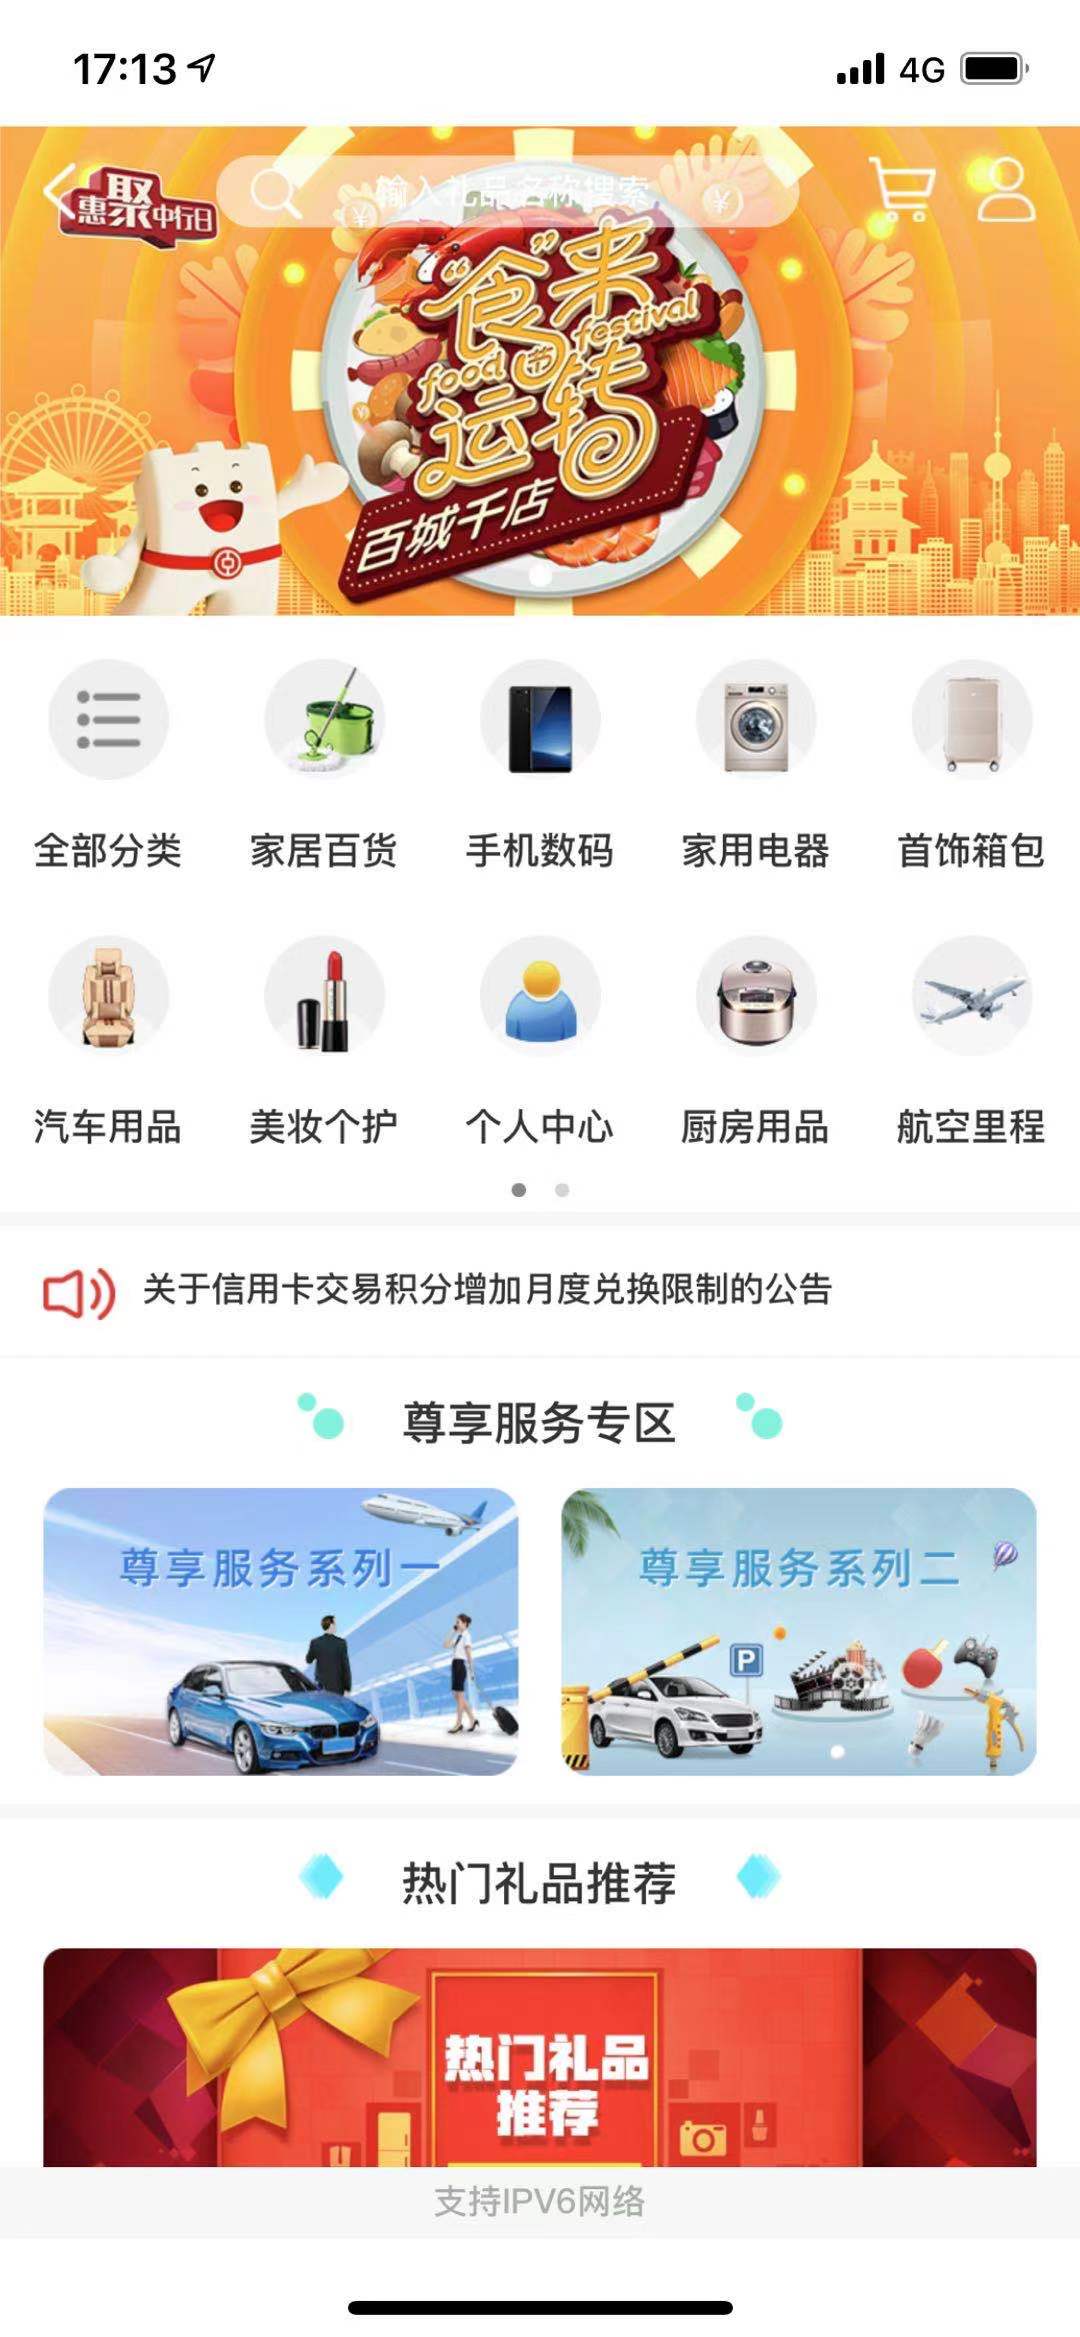 17:13
4G
惠聚中行日
输入礼品名称搜索
“食”来
food 节 festival
运转
百城千店
全部分类
家居百货
手机数码
家用电器
首饰箱包
汽车用品
美妆个护
个人中心
厨房用品
航空里程
关于信用卡交易积分增加月度兑换限制的公告
尊享服务专区
尊享服务系列一
尊享服务系列二
P
热门礼品推荐
热门礼品
推荐
支持IPV6网络